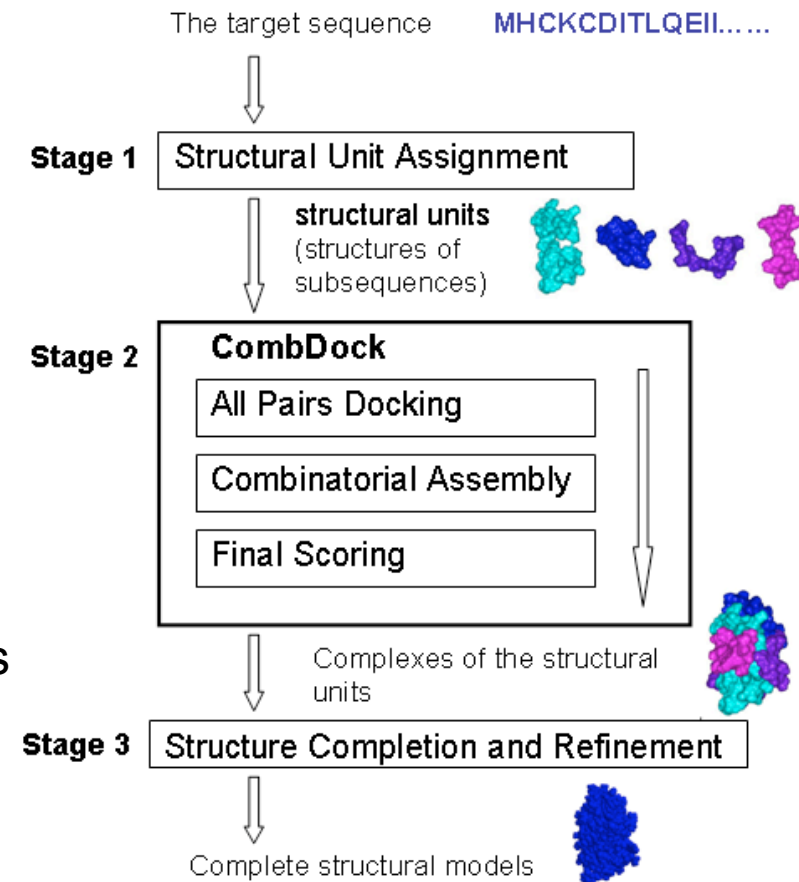 The target sequence MHCKCDITLQEII......
Stage 1 Structural Unit Assignment
structural units
(structures of
subsequences)
Stage 2
CombDock
All Pairs Docking
Combinatorial Assembly
Final Scoring
s
Complexes of the structural
units
Stage 3 Structure Completion and Refinement
Complete structural models